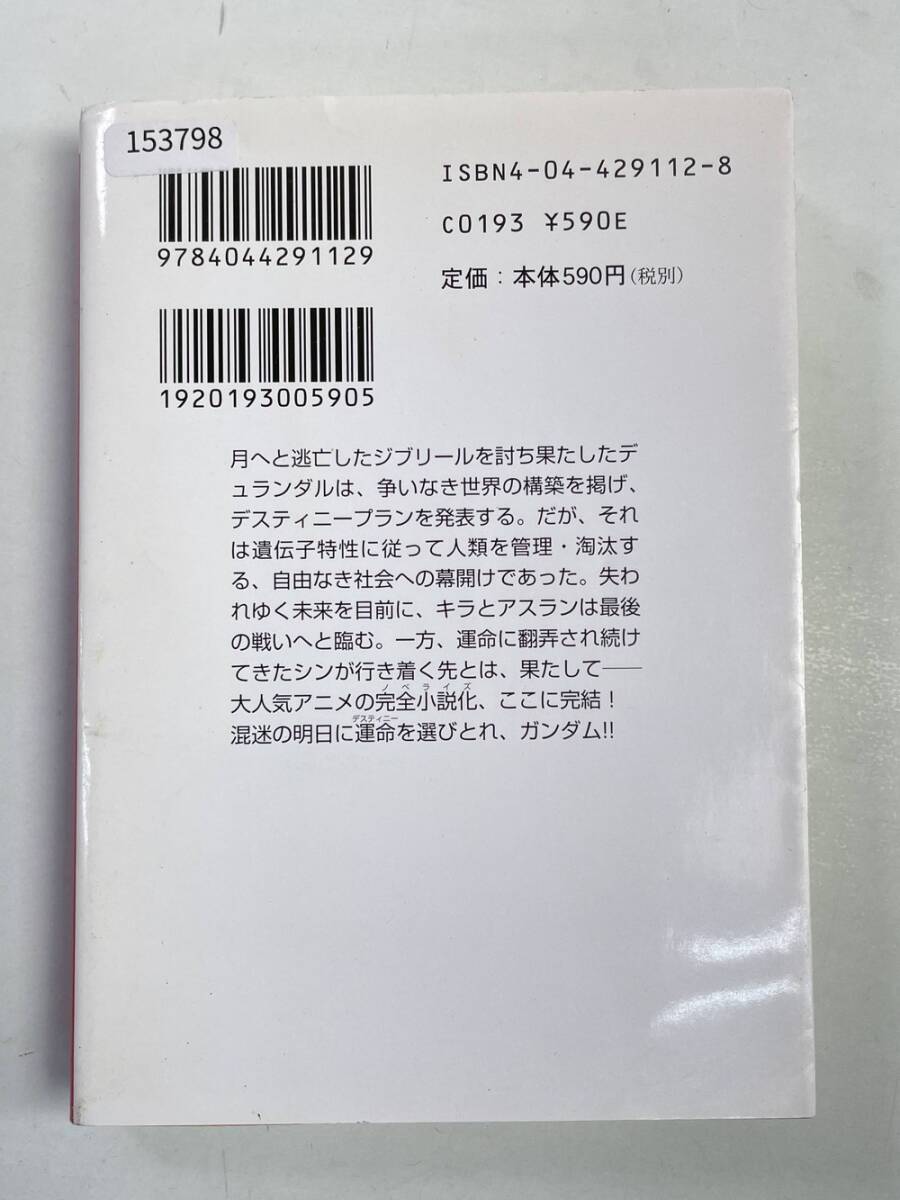 153798
ISBN4-04-429112-8
C0193 ¥590E
定価：本体590円（税別）
9784044291129
1920193005905
月へと逃亡したジブリールを討ち果たしたデ
ュランダルは、争いなき世界の構築を掲げ、
デスティニープランを発表する。だが、それ
は遺伝子特性に従って人類を管理・淘汰す
る、自由なき社会への幕開けであった。失わ
れゆく未来を目前に、キラとアスランは最後
の戦いへと臨む。一方、運命に翻弄され続け
てきたシンが行き着く先とは、果たして――
ノベライズ
大人気アニメの完全小説化、ここに完結！
デスティニー
混迷の明日に運命を選びとれ、ガンダム!!